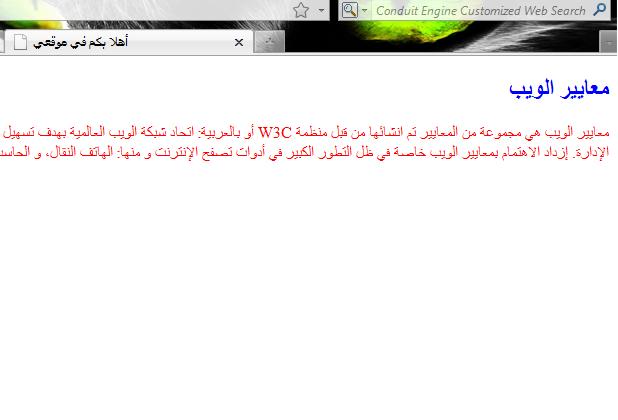 Conduit Engine Customized Web Search
أهلا بكم في موقعي
معايير الويب
معايير الويب هي مجموعة من المعايير تم انشائها من قبل منظمة W3C أو بالعربية: اتحاد شبكة الويب العالمية بهدف تسهيل
الإدارة. إزداد الاهتمام بمعايير الويب خاصة في ظل التطور الكبير في أدوات تصفح الإنترنت و منها: الهاتف النقال، و الحاسد